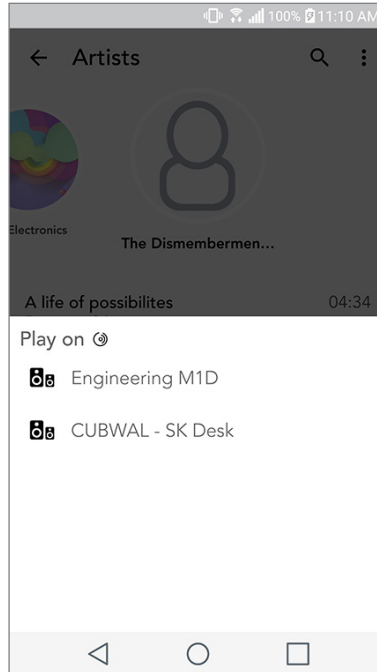 100% 11:10 AM
Artists
Electronics
The Dismembermen...
A life of possibilites 04:34
Play on
Engineering M1D
CUBWAL - SK Desk